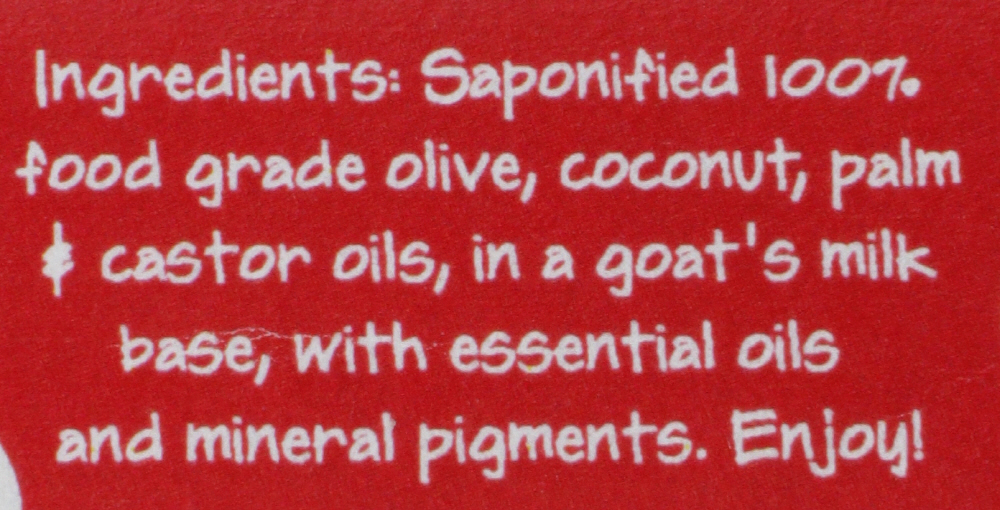 Ingredients: Saponified 100%
food grade olive, coconut, palm
& castor oils, in a goat's milk
base, with essential oils
and mineral pigments. Enjoy!